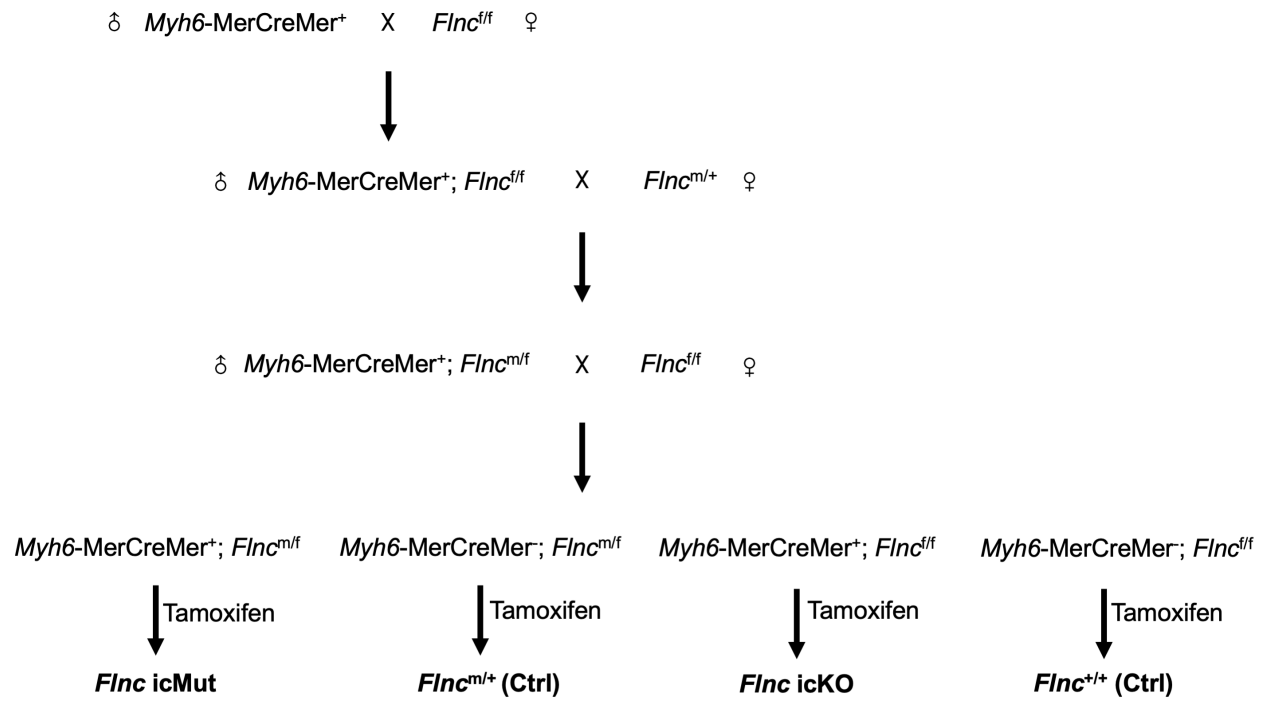 ♂ Myh6-MerCreMer⁺ X Flncᶠ/ᶠ ♀
♂ Myh6-MerCreMer⁺; Flncᶠ/ᶠ X Flncᵐ/⁺ ♀
♂ Myh6-MerCreMer⁺; Flncᵐ/ᶠ X Flncᶠ/ᶠ ♀
Myh6-MerCreMer⁺; Flncᵐ/ᶠ Myh6-MerCreMer⁻; Flncᵐ/ᶠ Myh6-MerCreMer⁺; Flncᶠ/ᶠ Myh6-MerCreMer⁻; Flncᶠ/ᶠ
Tamoxifen Tamoxifen Tamoxifen Tamoxifen
Flnc icMut Flncᵐ/⁺ (Ctrl) Flnc icKO Flnc⁺/⁺ (Ctrl)